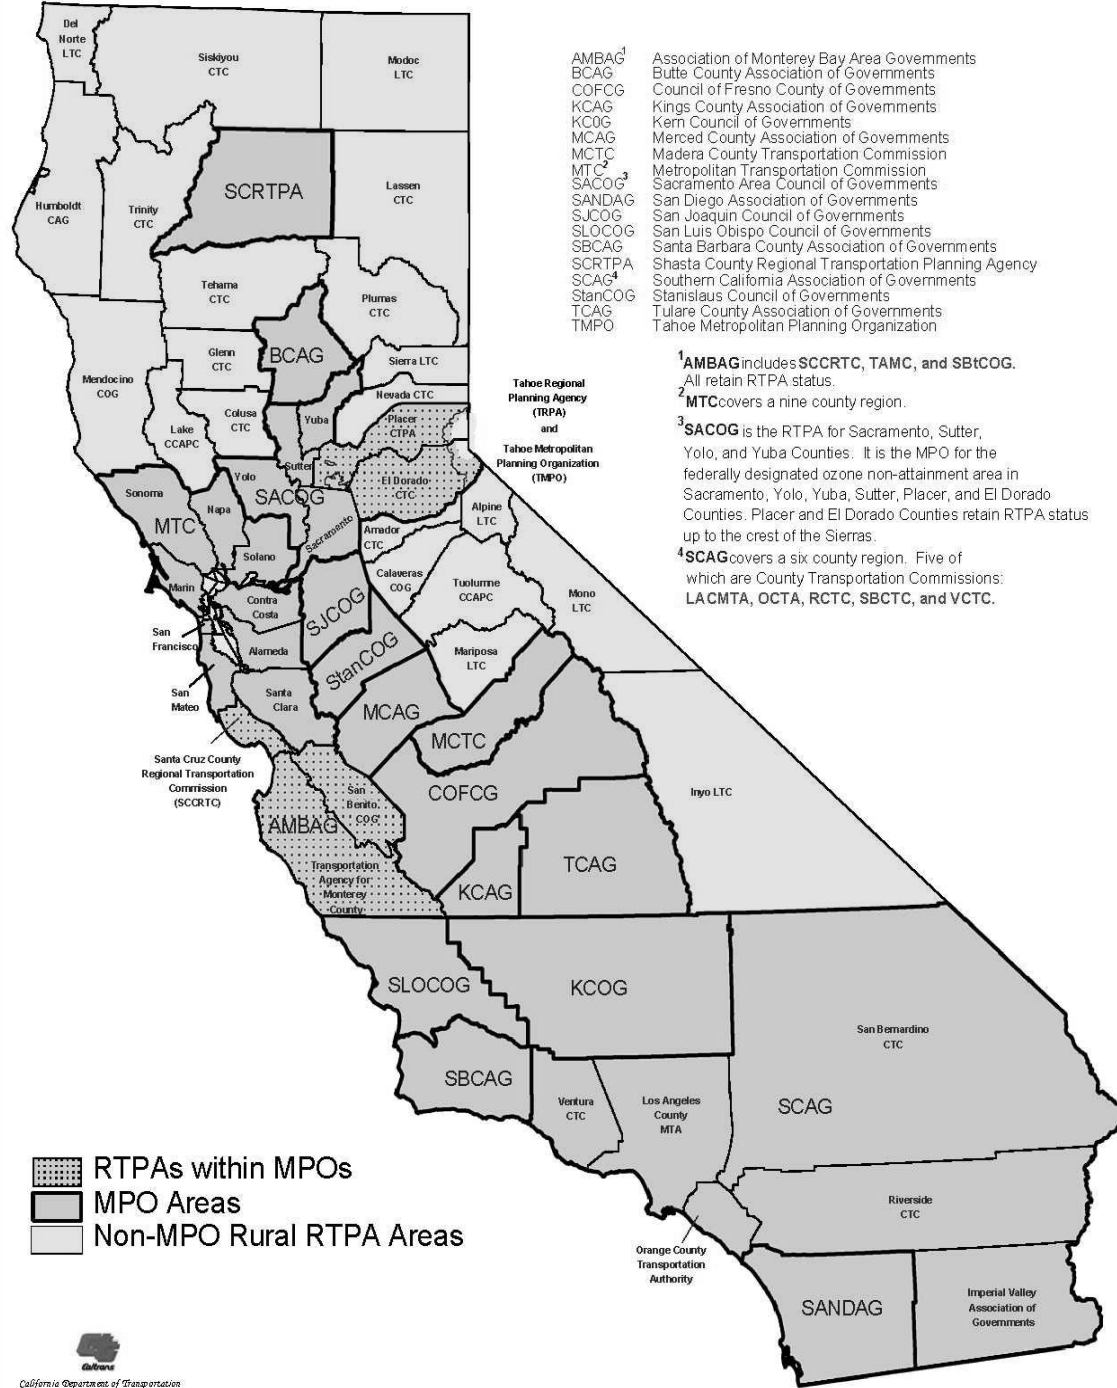 Del
Norte
LTC
Siskiyou
CTC
Modoc
LTC
Humboldt
CAG
Trinity
CTC
SCRTPA
Lassen
CTC
Tehama
CTC
Plumas
CTC
Mendocino
COG
Glenn
CTC
BCAG
Sierra LTC
Lake
CCAPC
Colusa
CTC
Yuba
Nevada CTC
Placer
CTPA
Sutter
El Dorado
CTC
Tahoe Regional
Planning Agency
(TRPA)
and
Tahoe Metropolitan
Planning Organization
(TMPO)
Sonoma
MTC
Napa
Yolo
SACOG
Sacramento
Solano
Amador
CTC
Alpine
LTC
Marin
Contra
Costa
San
Francisco
Alameda
San
Mateo
Santa
Clara
SJCOG
Calaveras
COG
Tuolumne
CCAPC
Mono
LTC
StanCOG
Mariposa
LTC
MCAG
MCTC
Santa Cruz County
Regional Transportation
Commission
(SCCRTC)
San
Benito
COG
AMBAG
Transportation
Agency for
Monterey
County
COFCG
Inyo LTC
KCAG
TCAG
SLOCOG
KCOG
San Bernardino
CTC
SBCAG
Ventura
CTC
Los Angeles
County
MTA
SCAG
Riverside
CTC
Orange County
Transportation
Authority
SANDAG
Imperial Valley
Association of
Governments
AMBAG1 Association of Monterey Bay Area Governments
BCAG Butte County Association of Governments
COFCG Council of Fresno County of Governments
KCAG Kings County Association of Governments
KC0G Kern Council of Governments
MCAG Merced County Association of Governments
MCTC Madera County Transportation Commission
MTC2 Metropolitan Transportation Commission
SACOG3 Sacramento Area Council of Governments
SANDAG San Diego Association of Governments
SJCOG San Joaquin Council of Governments
SLOCOG San Luis Obispo Council of Governments
SBCAG Santa Barbara County Association of Governments
SCRTPA Shasta County Regional Transportation Planning Agency
SCAG4 Southern California Association of Governments
StanCOG Stanislaus Council of Governments
TCAG Tulare County Association of Governments
TMPO Tahoe Metropolitan Planning Organization
1AMBAG includes SCCRTC, TAMC, and SBtCOG.
All retain RTPA status.
2MTC covers a nine county region.
3SACOG is the RTPA for Sacramento, Sutter,
Yolo, and Yuba Counties. It is the MPO for the
federally designated ozone non-attainment area in
Sacramento, Yolo, Yuba, Sutter, Placer, and El Dorado
Counties. Placer and El Dorado Counties retain RTPA status
up to the crest of the Sierras.
4SCAG covers a six county region. Five of
which are County Transportation Commissions:
LACMTA, OCTA, RCTC, SBCTC, and VCTC.
RTPAs within MPOs
MPO Areas
Non-MPO Rural RTPA Areas
Caltrans
California Department of Transportation